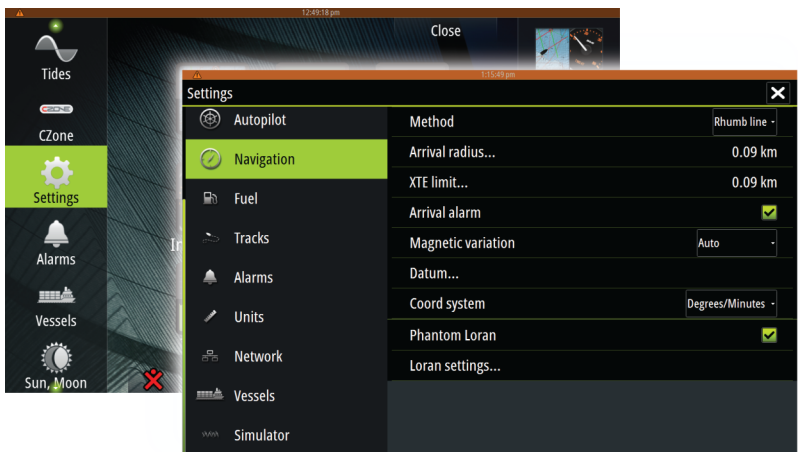 12:49:18 pm
Close
Tides
CZONE
CZone
Settings
Alarms
Vessels
Sun, Moon
1:15:49 pm
Settings
Autopilot
Navigation
Fuel
Tracks
Alarms
Units
Network
Vessels
Simulator
Method Rhumb line
Arrival radius... 0.09 km
XTE limit... 0.09 km
Arrival alarm
Magnetic variation Auto
Datum...
Coord system Degrees/Minutes
Phantom Loran
Loran settings...